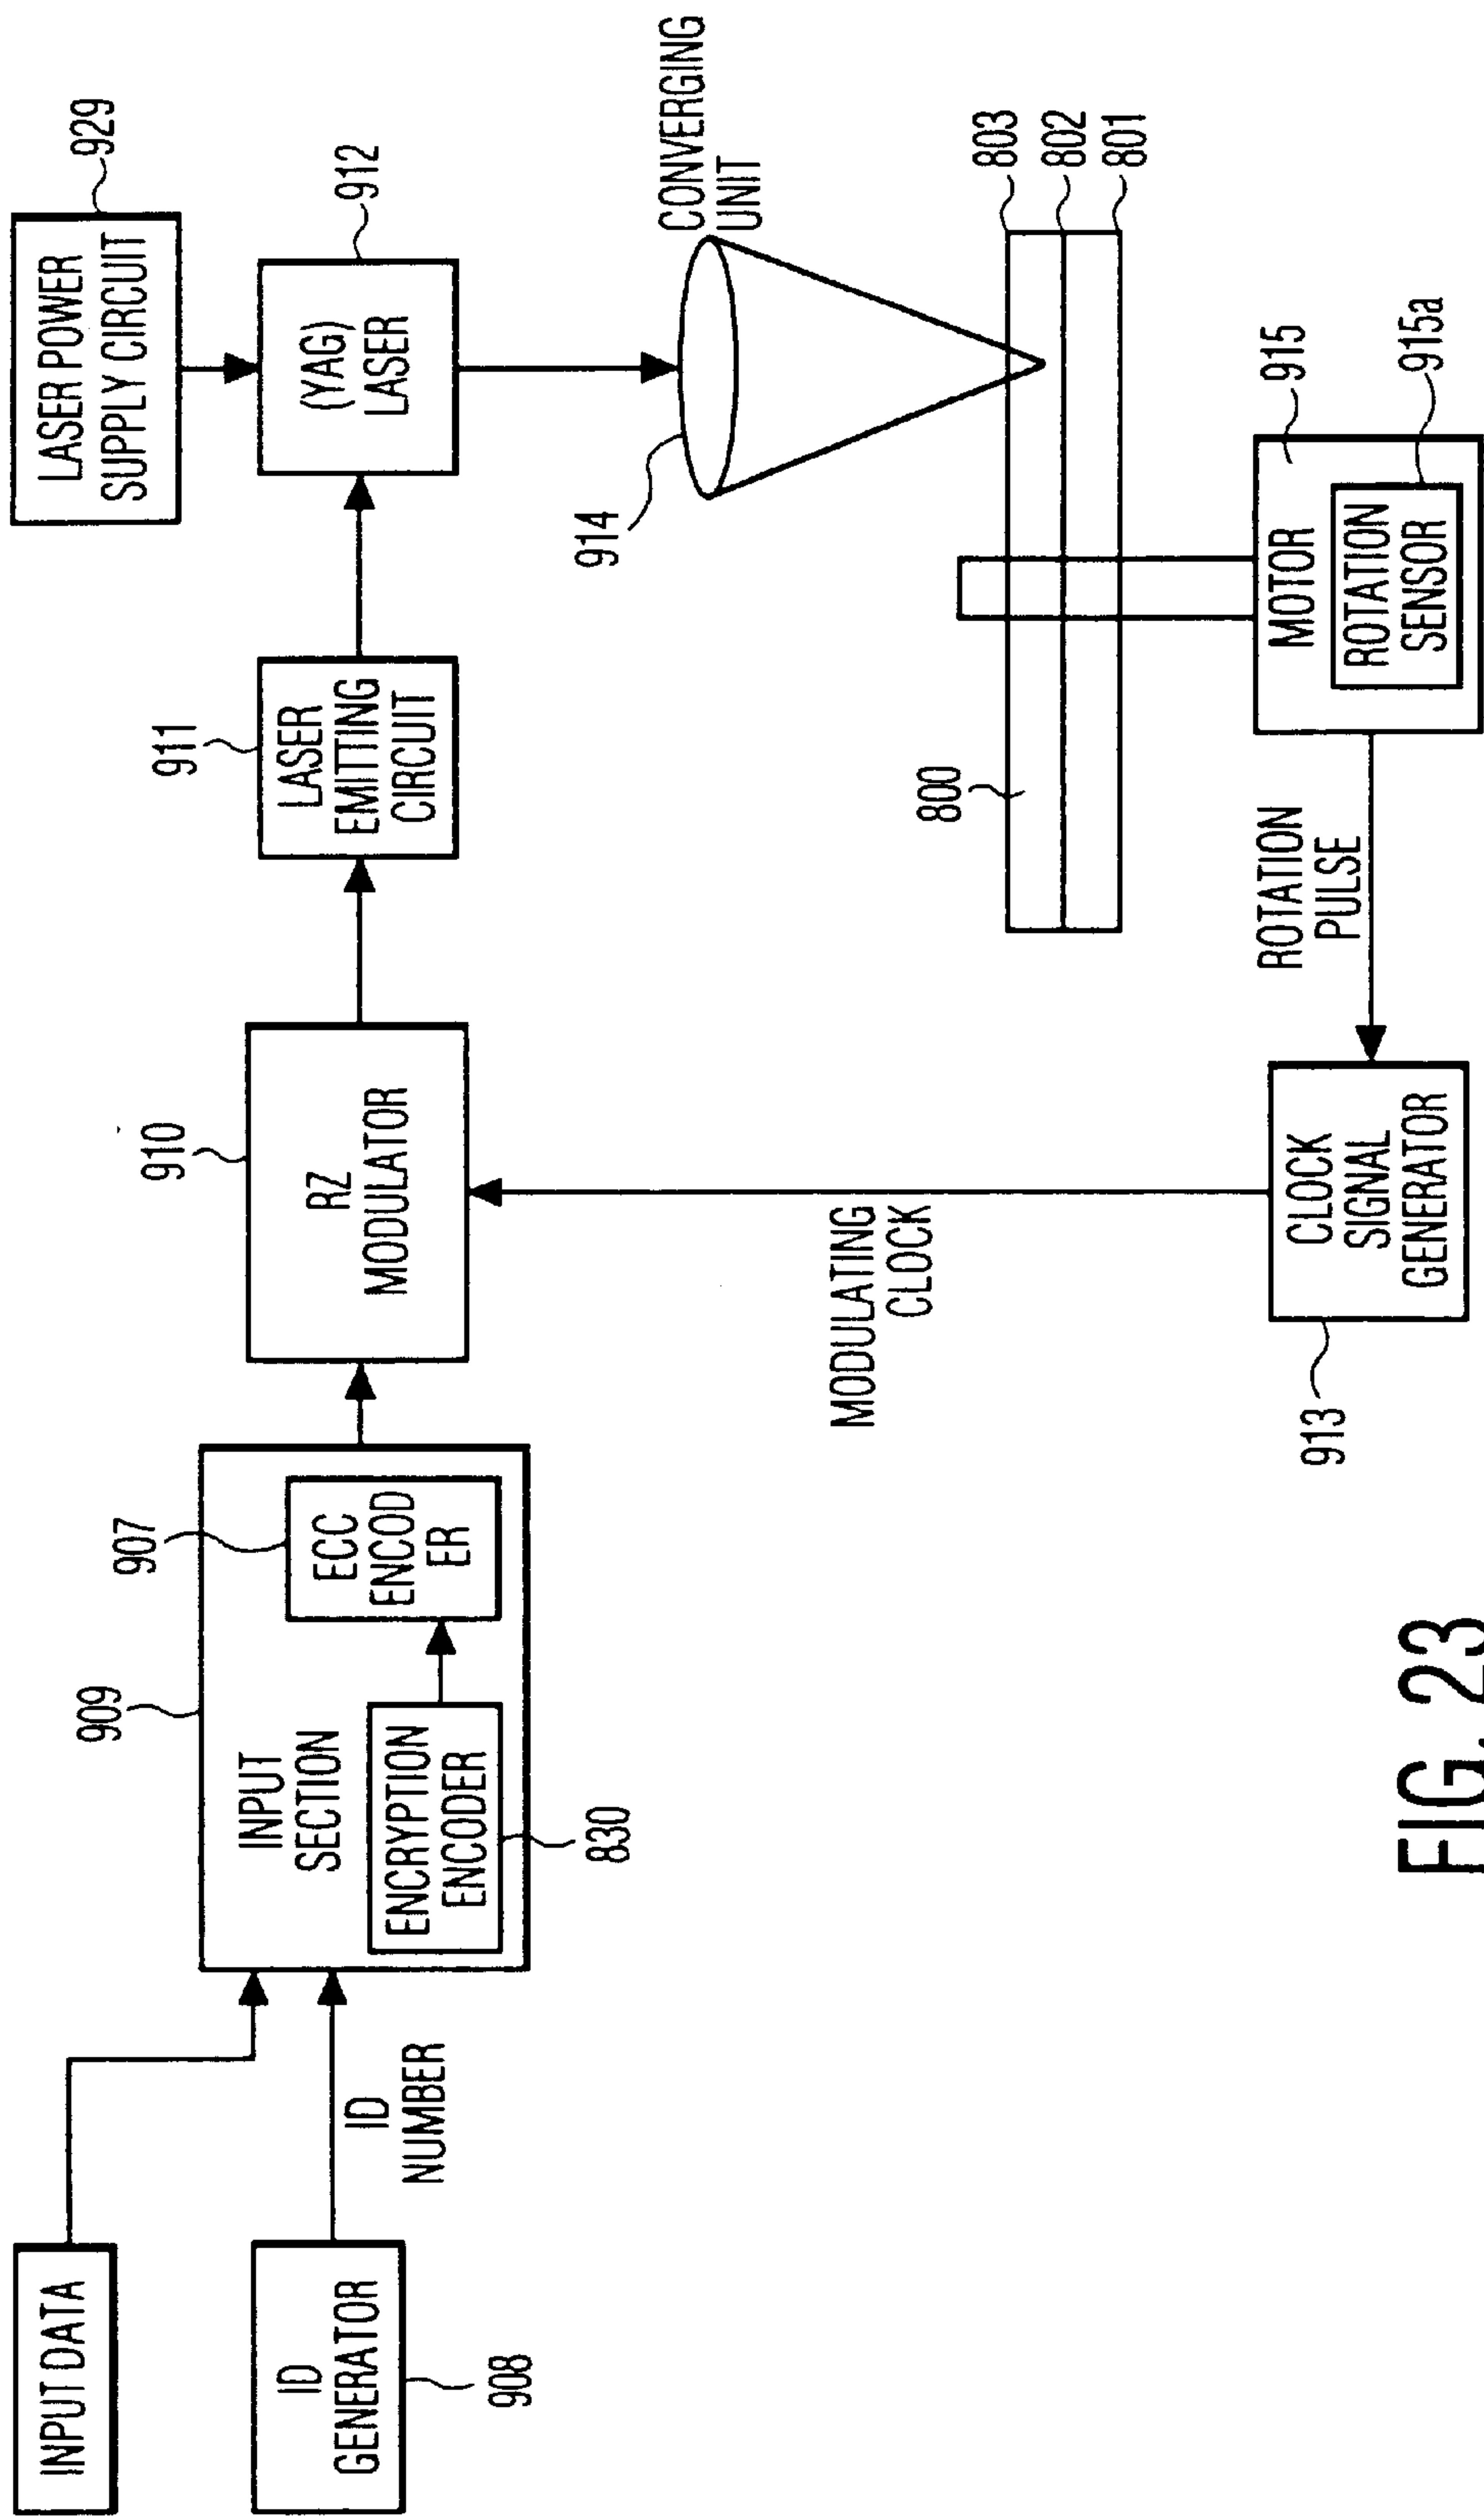 INPUT DATA
ID
GENERATOR
908
ID
NUMBER
909
INPUT
SECTION
ENCRYPTION
ENCODER
830
907
ECC
ENCOD
ER
910
RZ
MODULATOR
911
LASER
EMITTING
CIRCUIT
LASER POWER
SUPPLY CIRCUIT
929
(YAG)
LASER
912
914
CONVERGING
UNIT
800
803
802
801
MOTOR
915
ROTATION
SENSOR
915a
ROTATION
PULSE
MODULATING
CLOCK
CLOCK
SIGNAL
GENERATOR
913
FIG. 23